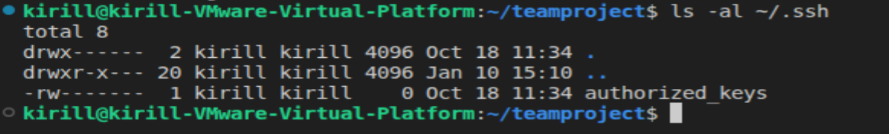 kirill@kirill-VMware-Virtual-Platform:~/teamproject$ ls -al ~/.ssh
total 8
drwx------  2 kirill kirill 4096 Oct 18 11:34 .
drwxr-x--- 20 kirill kirill 4096 Jan 10 15:10 ..
-rw-------  1 kirill kirill    0 Oct 18 11:34 authorized_keys
kirill@kirill-VMware-Virtual-Platform:~/teamproject$